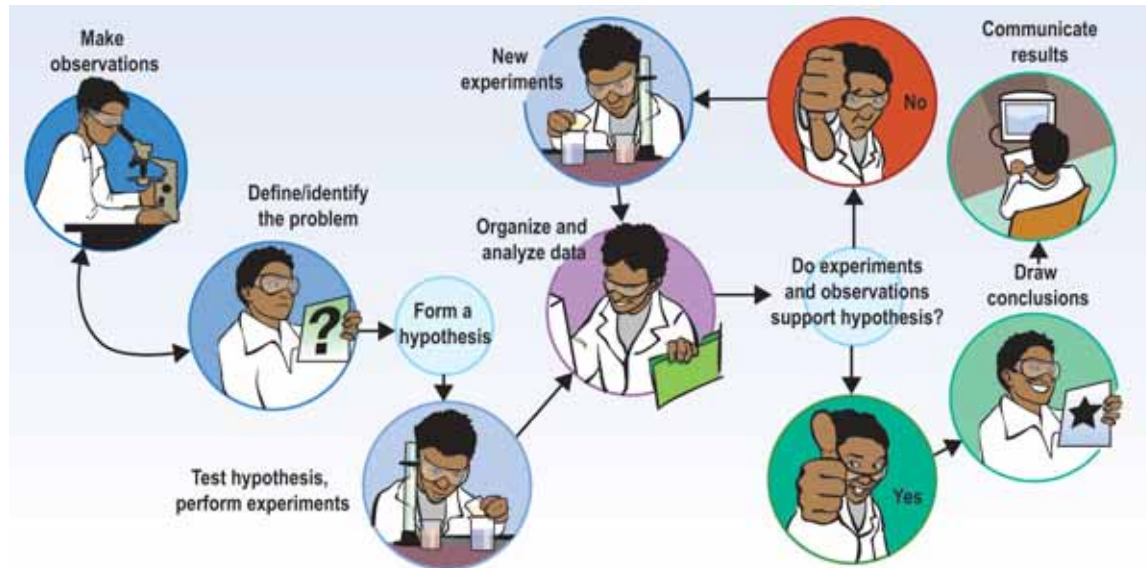 Make
observations
Define/identify
the problem
Form a
hypothesis
Test hypothesis,
perform experiments
Organize and
analyze data
New
experiments
Do experiments
and observations
support hypothesis?
No
Yes
Draw
conclusions
Communicate
results
?